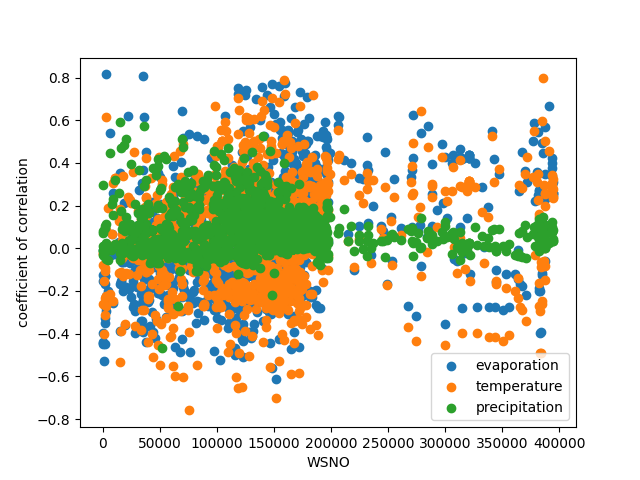 0.8
0.6
0.4
0.2
0.0
−0.2
−0.4
−0.6
−0.8
coefficient of correlation
evaporation
temperature
precipitation
0 50000 100000 150000 200000 250000 300000 350000 400000
WSNO